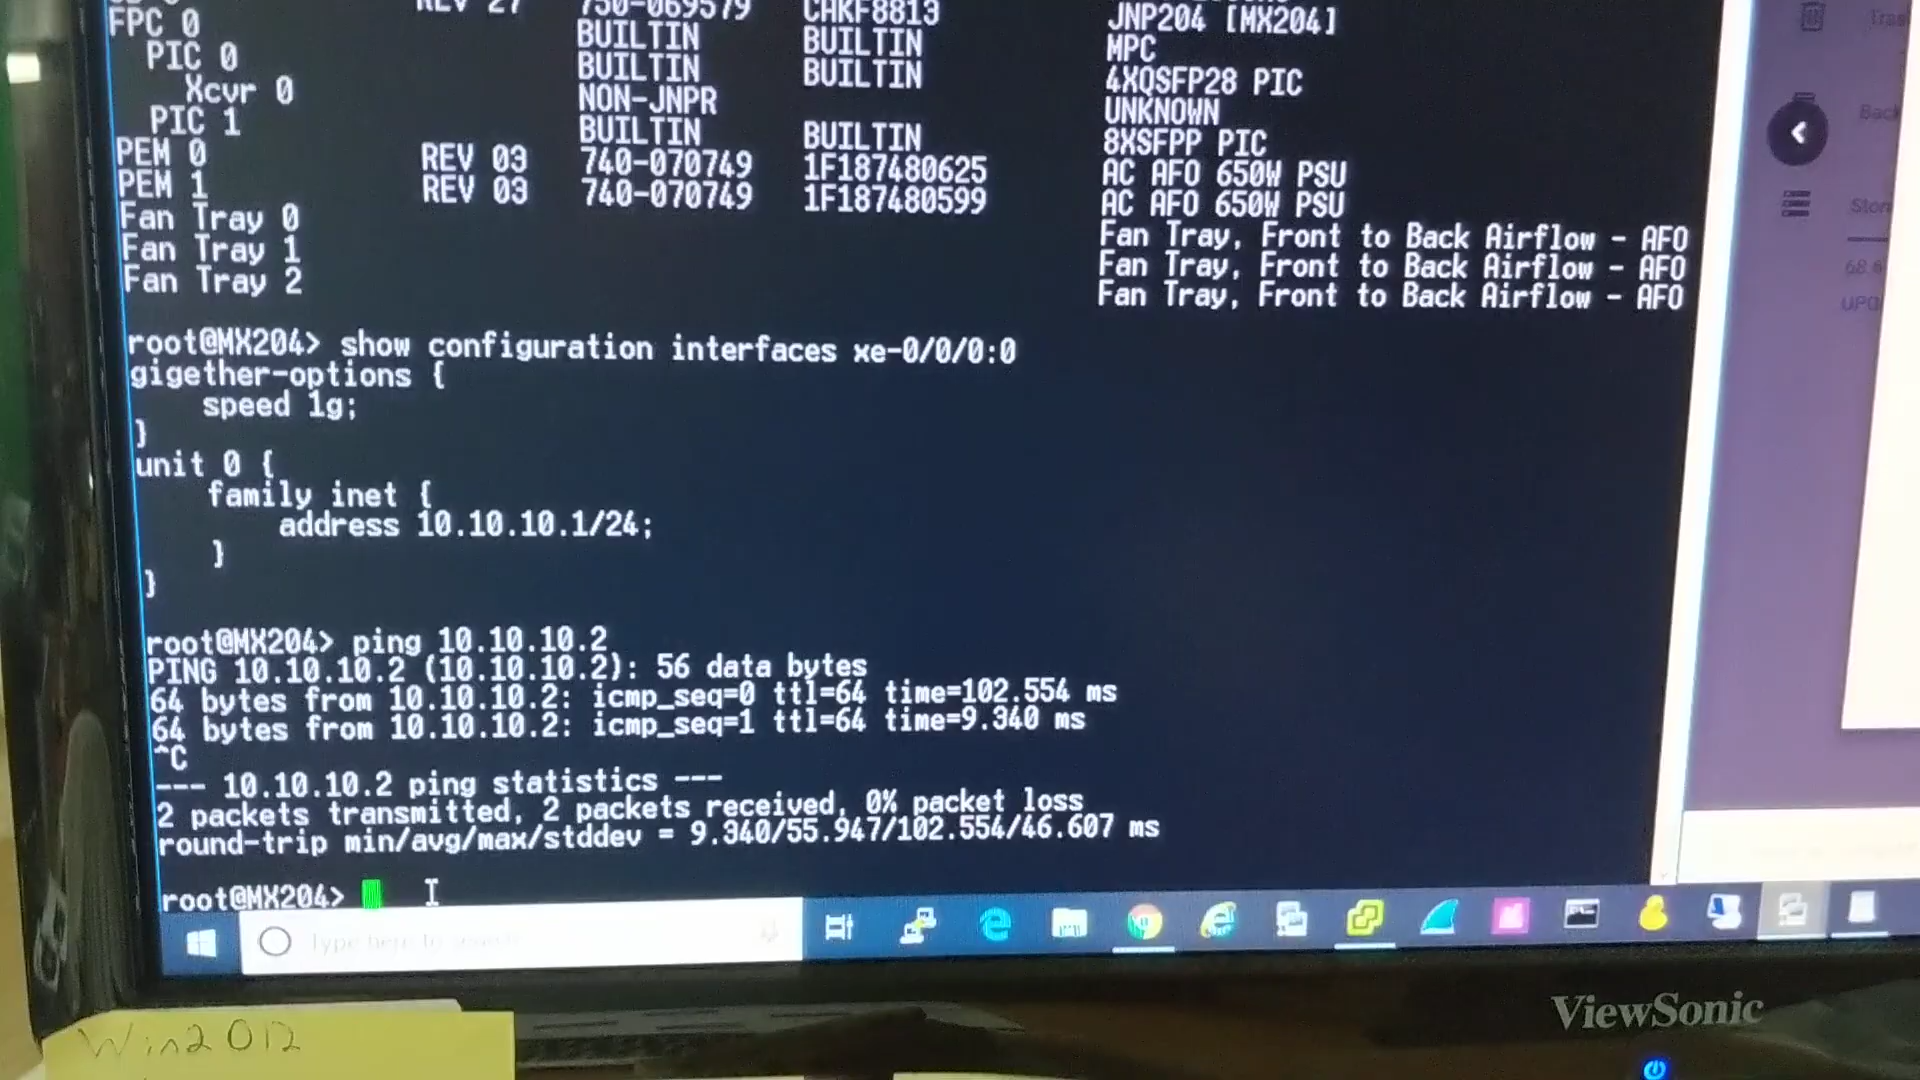 REV 27 750-069579 CAKF8813 JNP204 [MX204]
FPC 0 BUILTIN BUILTIN MPC
PIC 0 BUILTIN BUILTIN 4XQSFP28 PIC
Xcvr 0 NON-JNPR UNKNOWN
PIC 1 BUILTIN BUILTIN 8XSFPP PIC
PEM 0 REV 03 740-070749 1F187480625 AC AFO 650W PSU
PEM 1 REV 03 740-070749 1F187480599 AC AFO 650W PSU
Fan Tray 0 Fan Tray, Front to Back Airflow - AFO
Fan Tray 1 Fan Tray, Front to Back Airflow - AFO
Fan Tray 2 Fan Tray, Front to Back Airflow - AFO
root@MX204> show configuration interfaces xe-0/0/0:0
gigether-options {
speed 1g;
}
unit 0 {
family inet {
address 10.10.10.1/24;
}
}
root@MX204> ping 10.10.10.2
PING 10.10.10.2 (10.10.10.2): 56 data bytes
64 bytes from 10.10.10.2: icmp_seq=0 ttl=64 time=102.554 ms
64 bytes from 10.10.10.2: icmp_seq=1 ttl=64 time=9.340 ms
^C
--- 10.10.10.2 ping statistics ---
2 packets transmitted, 2 packets received, 0% packet loss
round-trip min/avg/max/stddev = 9.340/55.947/102.554/46.607 ms
root@MX204>
Type here to search
ViewSonic
Win2012